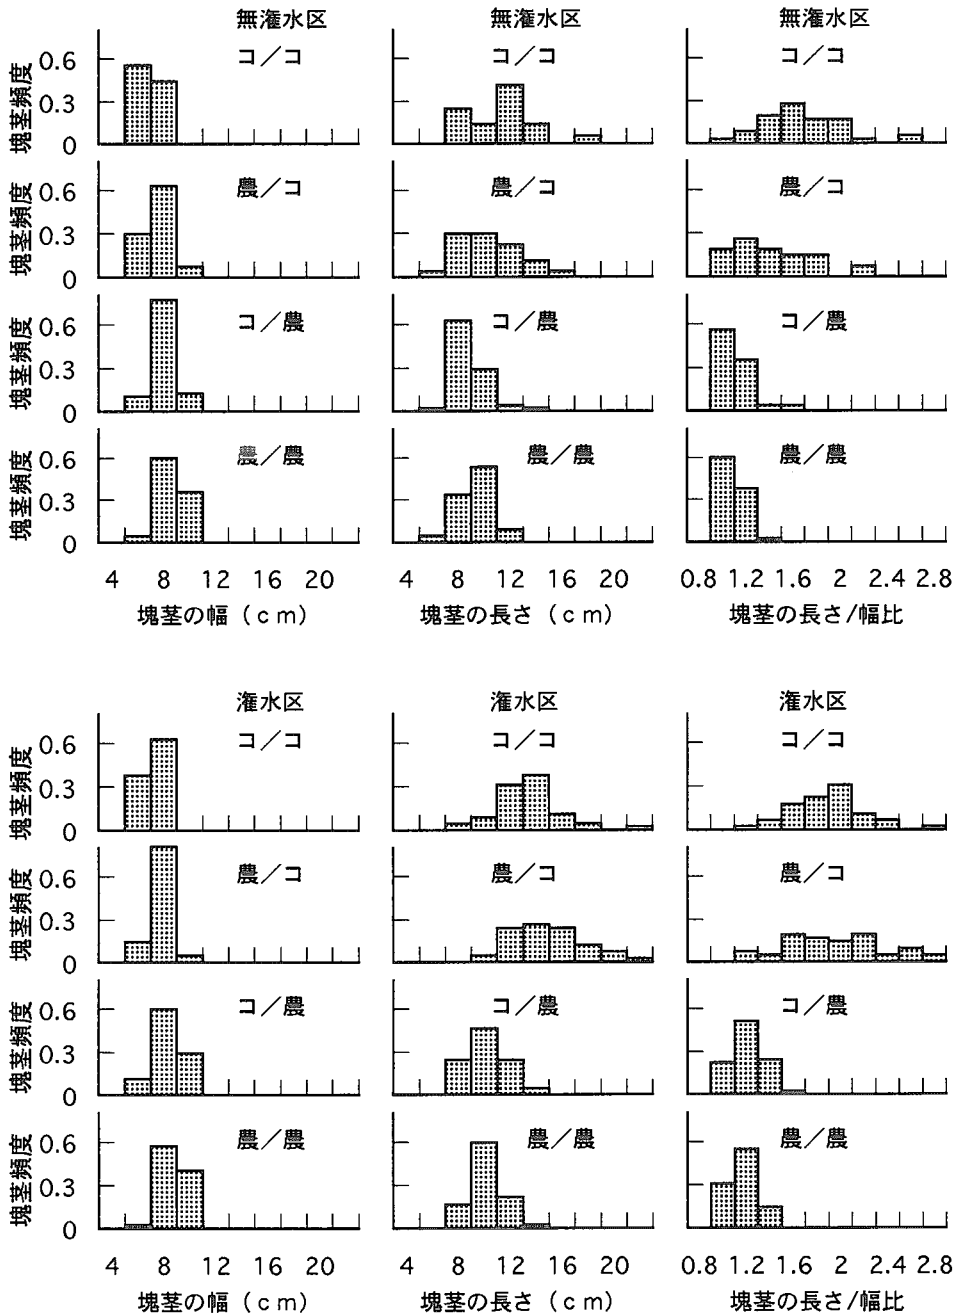 無潅水区 無潅水区 無潅水区
塊茎頻度 0.6 0.3 0 コ/コ コ/コ コ/コ
塊茎頻度 0.6 0.3 0 農/コ 農/コ 農/コ
塊茎頻度 0.6 0.3 0 コ/農 コ/農 コ/農
塊茎頻度 0.6 0.3 0 農/農 農/農 農/農
4 8 12 16 20 4 8 12 16 20 0.8 1.2 1.6 2 2.4 2.8
塊茎の幅(cm) 塊茎の長さ(cm) 塊茎の長さ/幅比
潅水区 潅水区 潅水区
塊茎頻度 0.6 0.3 0 コ/コ コ/コ コ/コ
塊茎頻度 0.6 0.3 0 農/コ 農/コ 農/コ
塊茎頻度 0.6 0.3 0 コ/農 コ/農 コ/農
塊茎頻度 0.6 0.3 0 農/農 農/農 農/農
4 8 12 16 20 4 8 12 16 20 0.8 1.2 1.6 2 2.4 2.8
塊茎の幅(cm) 塊茎の長さ(cm) 塊茎の長さ/幅比